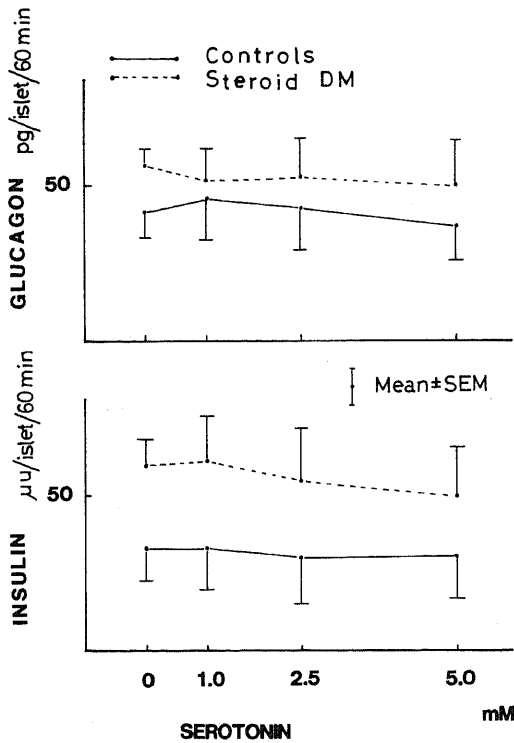 Controls
Steroid DM
GLUCAGON pg/islet/60 min
50
Mean±SEM
INSULIN µu/islet/60 min
50
0 1.0 2.5 5.0
mM
SEROTONIN